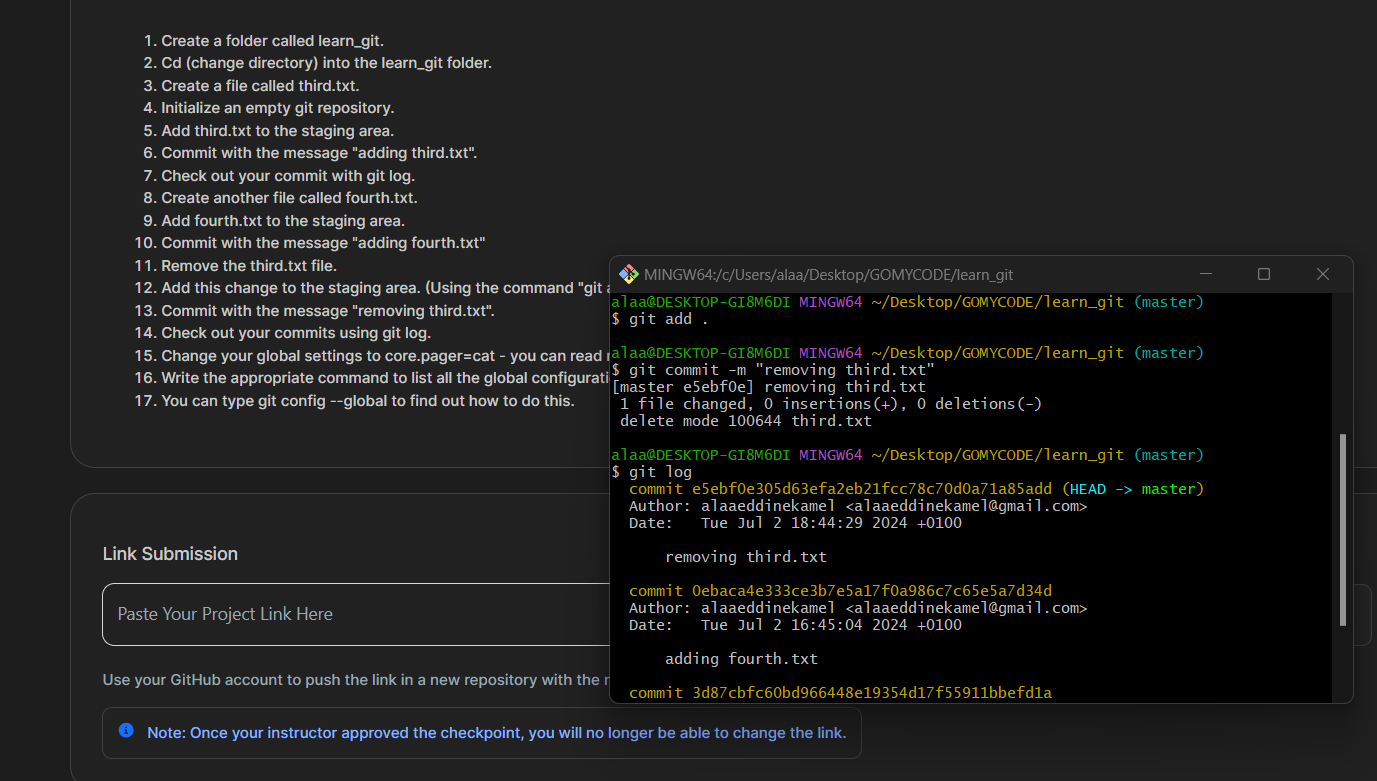 1. Create a folder called learn_git.
2. Cd (change directory) into the learn_git folder.
3. Create a file called third.txt.
4. Initialize an empty git repository.
5. Add third.txt to the staging area.
6. Commit with the message "adding third.txt".
7. Check out your commit with git log.
8. Create another file called fourth.txt.
9. Add fourth.txt to the staging area.
10. Commit with the message "adding fourth.txt"
11. Remove the third.txt file.
12. Add this change to the staging area. (Using the command "git a
13. Commit with the message "removing third.txt".
14. Check out your commits using git log.
15. Change your global settings to core.pager=cat - you can read
16. Write the appropriate command to list all the global configurati
17. You can type git config --global to find out how to do this.
Link Submission
Paste Your Project Link Here
Use your GitHub account to push the link in a new repository with the
Note: Once your instructor approved the checkpoint, you will no longer be able to change the link.
MINGW64:/c/Users/alaa/Desktop/GOMYCODE/learn_git
alaa@DESKTOP-GI8M6DI MINGW64 ~/Desktop/GOMYCODE/learn_git (master)
$ git add .
alaa@DESKTOP-GI8M6DI MINGW64 ~/Desktop/GOMYCODE/learn_git (master)
$ git commit -m "removing third.txt"
[master e5ebf0e] removing third.txt
1 file changed, 0 insertions(+), 0 deletions(-)
delete mode 100644 third.txt
alaa@DESKTOP-GI8M6DI MINGW64 ~/Desktop/GOMYCODE/learn_git (master)
$ git log
commit e5ebf0e305d63efa2eb21fcc78c70d0a71a85add (HEAD -> master)
Author: alaaeddinekamel <alaaeddinekamel@gmail.com>
Date: Tue Jul 2 18:44:29 2024 +0100
removing third.txt
commit 0ebaca4e333ce3b7e5a17f0a986c7c65e5a7d34d
Author: alaaeddinekamel <alaaeddinekamel@gmail.com>
Date: Tue Jul 2 16:45:04 2024 +0100
adding fourth.txt
commit 3d87cbfc60bd966448e19354d17f55911bbefd1a